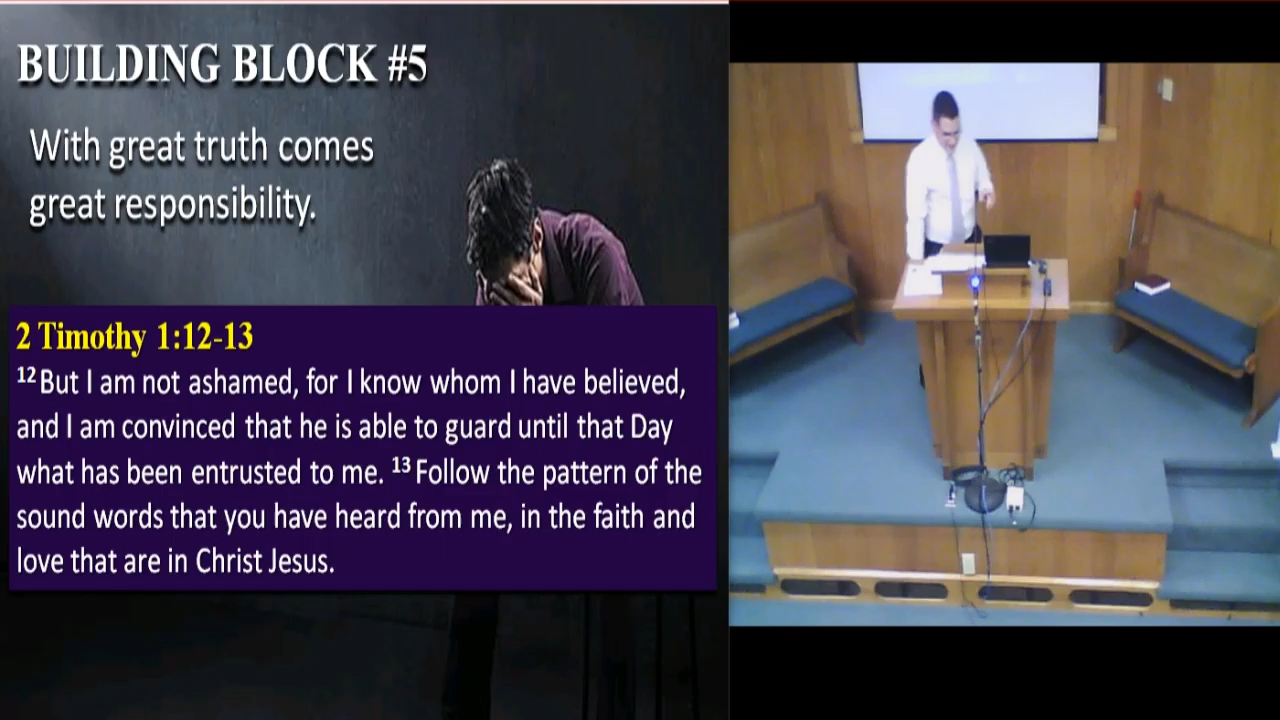 BUILDING BLOCK #5
With great truth comes
great responsibility.
2 Timothy 1:12-13
12 But I am not ashamed, for I know whom I have believed,
and I am convinced that he is able to guard until that Day
what has been entrusted to me. 13 Follow the pattern of the
sound words that you have heard from me, in the faith and
love that are in Christ Jesus.